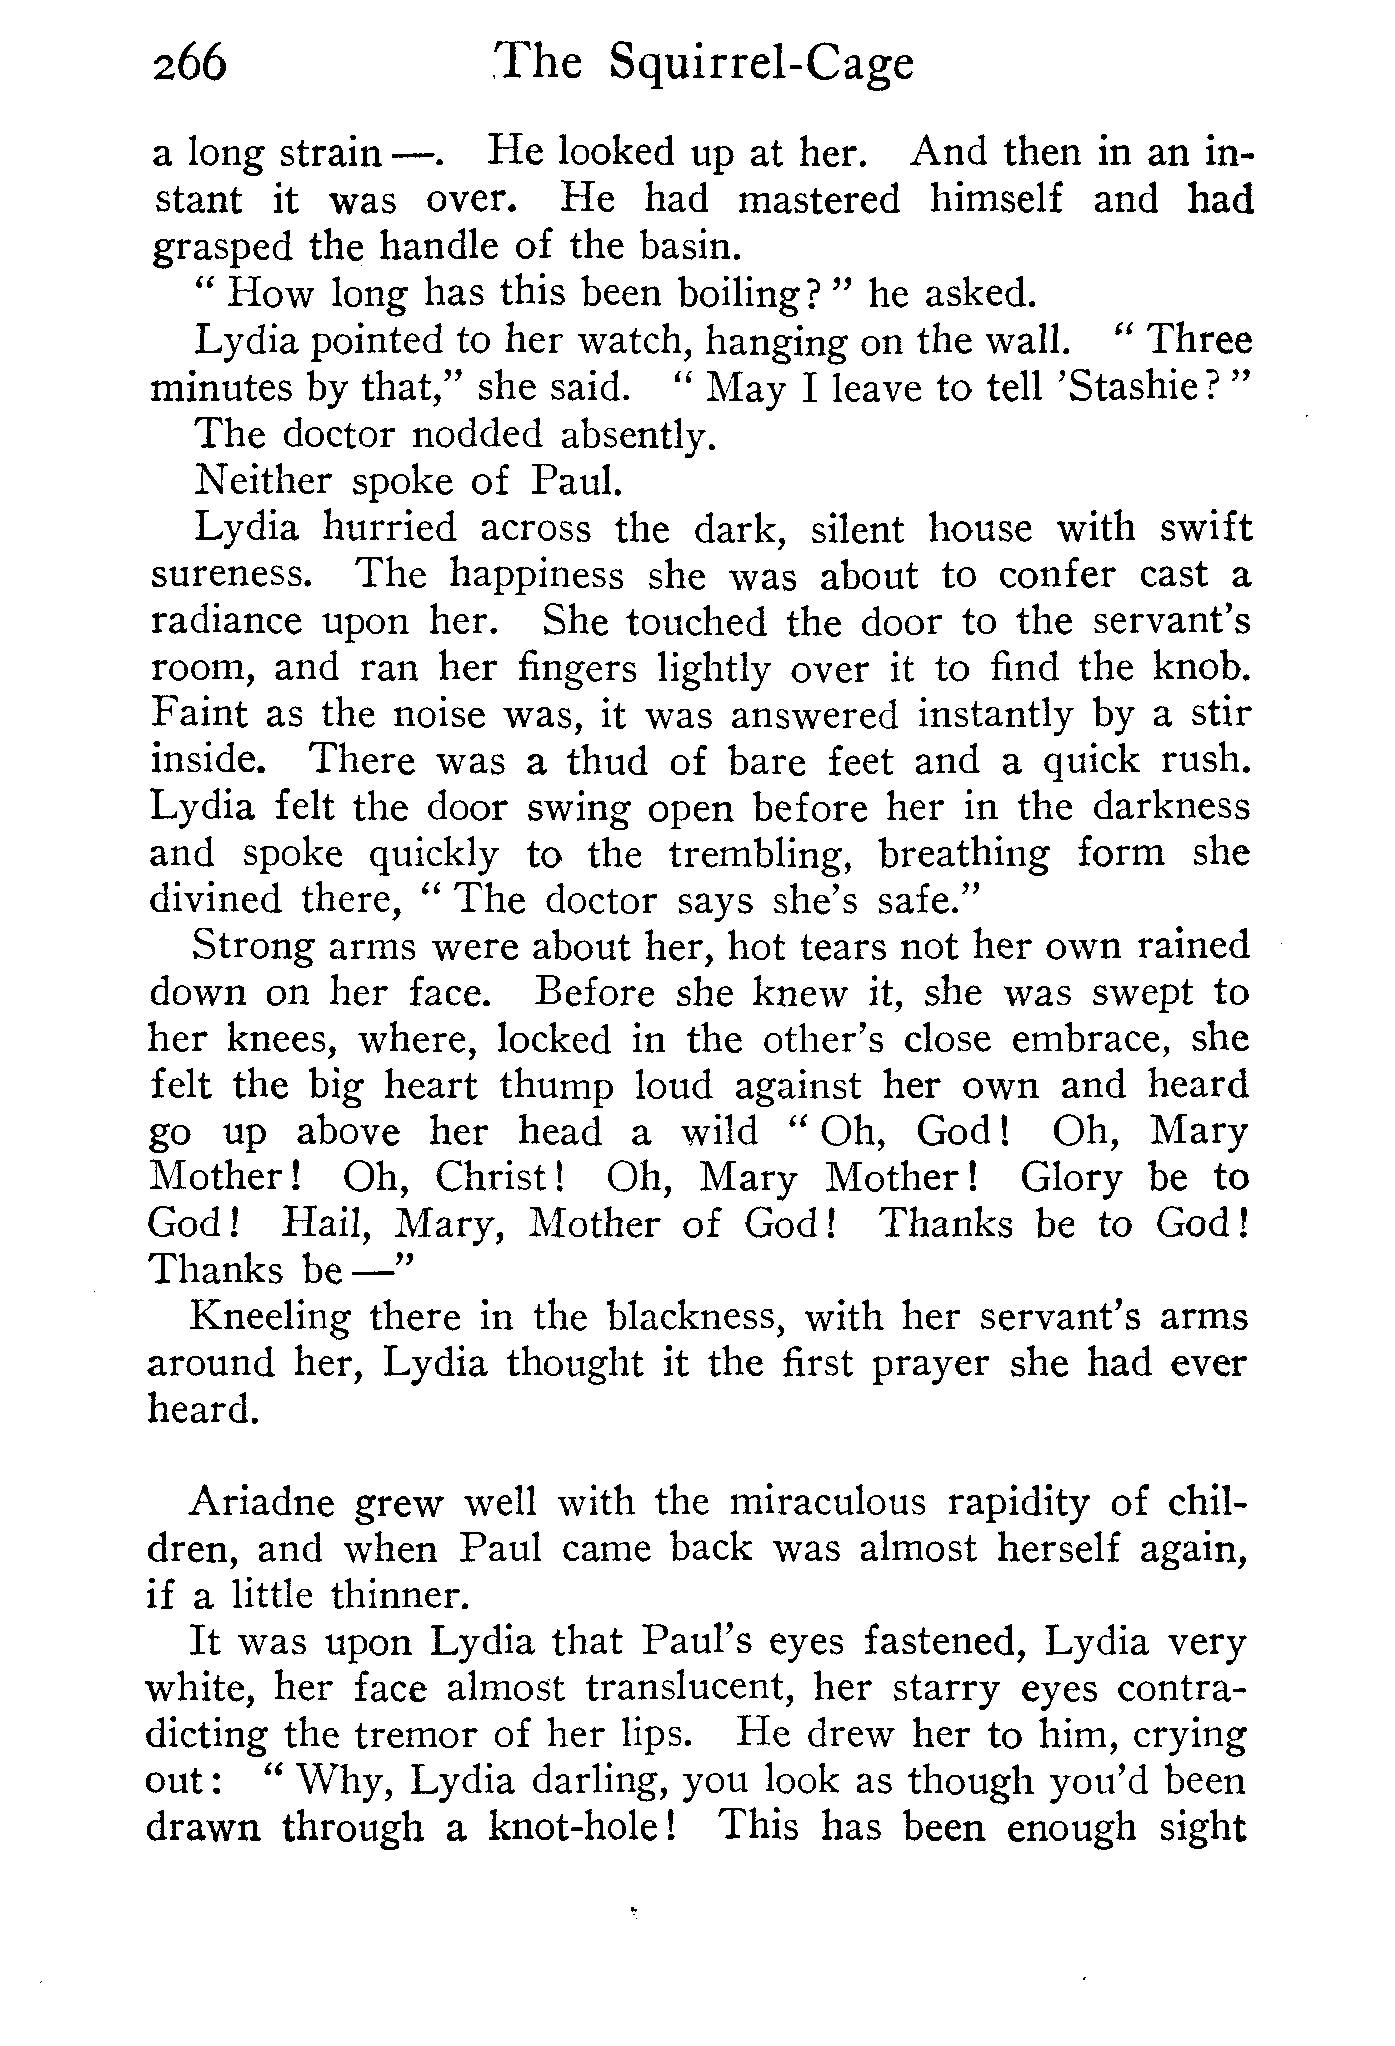 266 The Squirrel-Cage
a long strain —. He looked up at her. And then in an in-
stant it was over. He had mastered himself and had
grasped the handle of the basin.
“ How long has this been boiling? ” he asked.
Lydia pointed to her watch, hanging on the wall. “ Three
minutes by that,” she said. “ May I leave to tell ’Stashie? ”
The doctor nodded absently.
Neither spoke of Paul.
Lydia hurried across the dark, silent house with swift
sureness. The happiness she was about to confer cast a
radiance upon her. She touched the door to the servant’s
room, and ran her fingers lightly over it to find the knob.
Faint as the noise was, it was answered instantly by a stir
inside. There was a thud of bare feet and a quick rush.
Lydia felt the door swing open before her in the darkness
and spoke quickly to the trembling, breathing form she
divined there, “ The doctor says she’s safe.”
Strong arms were about her, hot tears not her own rained
down on her face. Before she knew it, she was swept to
her knees, where, locked in the other’s close embrace, she
felt the big heart thump loud against her own and heard
go up above her head a wild “ Oh, God! Oh, Mary
Mother! Oh, Christ! Oh, Mary Mother! Glory be to
God! Hail, Mary, Mother of God! Thanks be to God!
Thanks be —”
Kneeling there in the blackness, with her servant’s arms
around her, Lydia thought it the first prayer she had ever
heard.
Ariadne grew well with the miraculous rapidity of chil-
dren, and when Paul came back was almost herself again,
if a little thinner.
It was upon Lydia that Paul’s eyes fastened, Lydia very
white, her face almost translucent, her starry eyes contra-
dicting the tremor of her lips. He drew her to him, crying
out: “ Why, Lydia darling, you look as though you’d been
drawn through a knot-hole! This has been enough sight